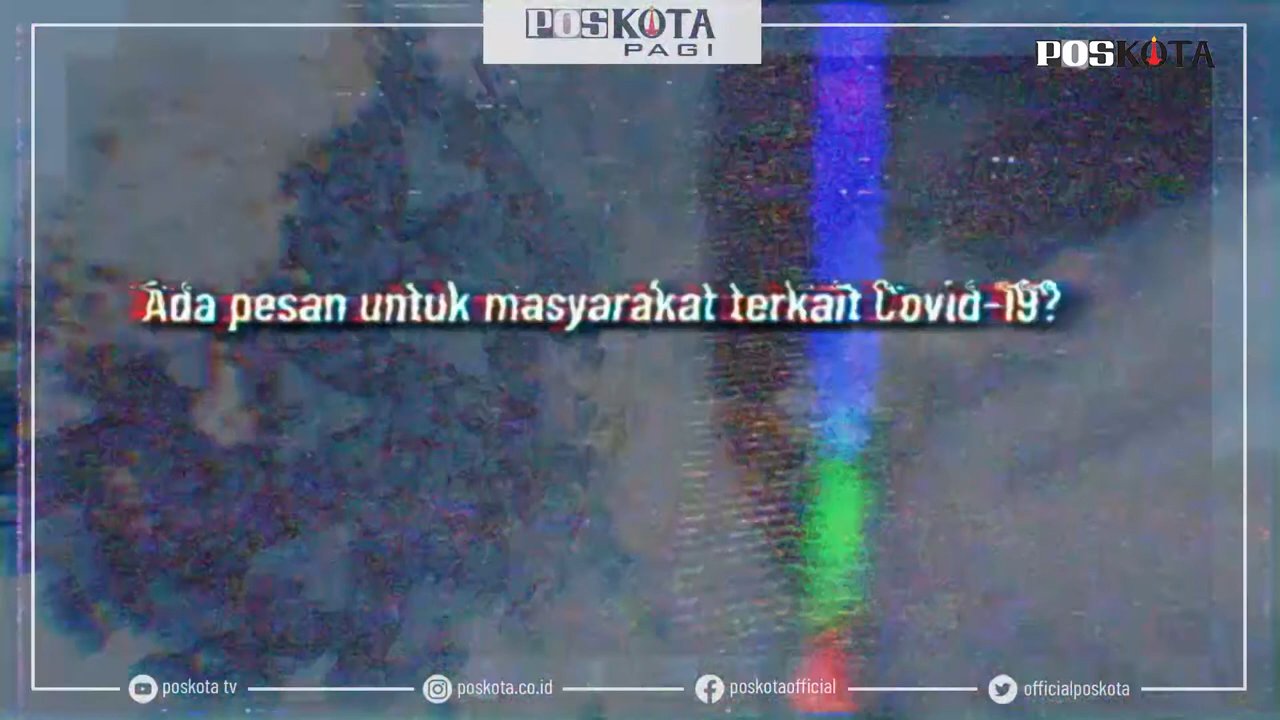 POSKOTA
PAGI
POSKOTA
Ada pesan untuk masyarakat terkait Covid-19?
poskota tv
poskota.co.id
poskotaofficial
officialposkota